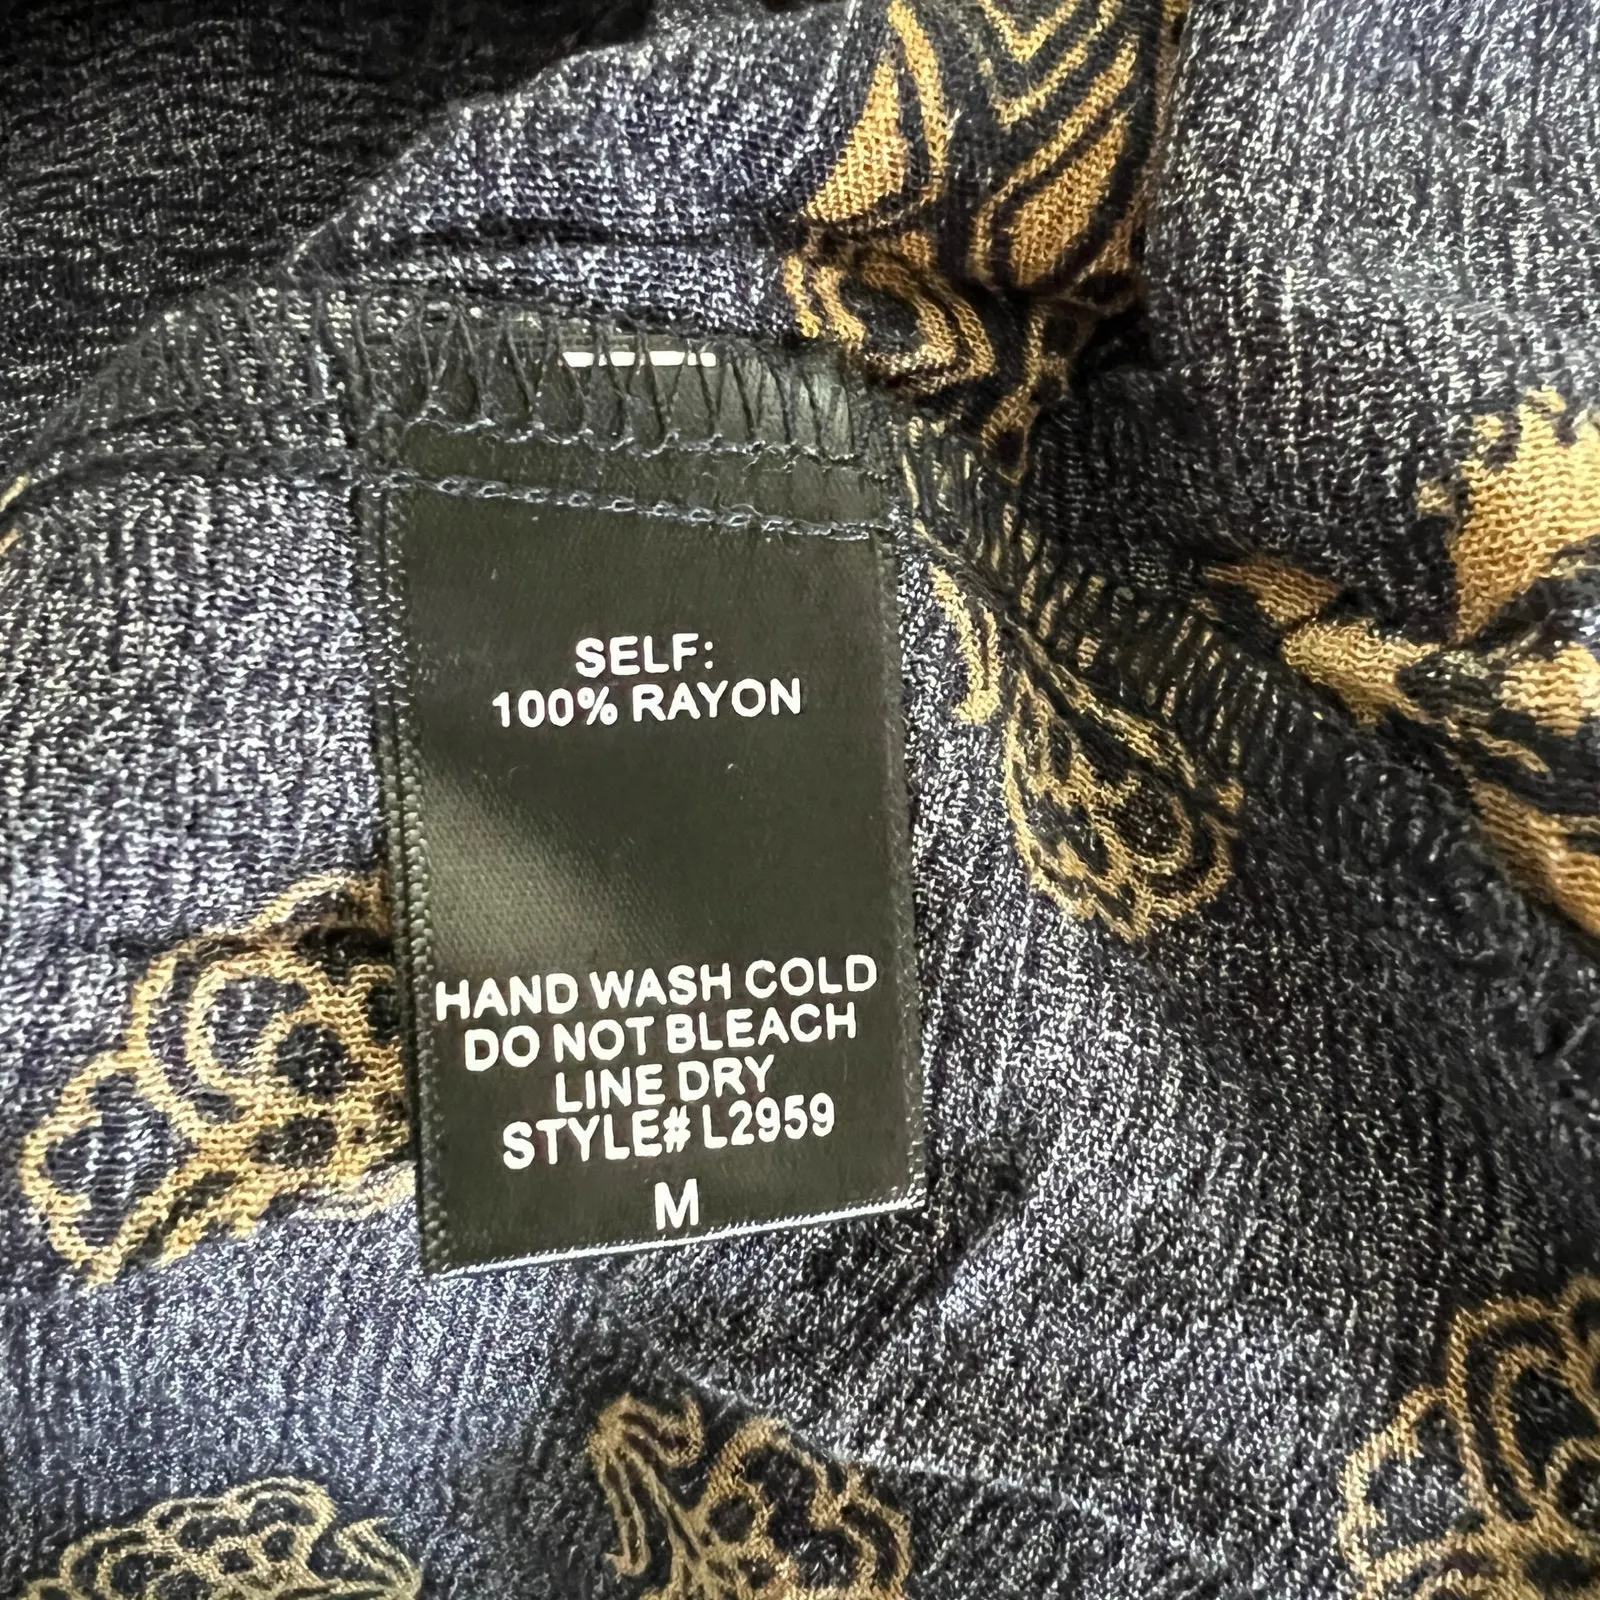 SELF:
100% RAYON
HAND WASH COLD
DO NOT BLEACH
LINE DRY
STYLE# L2959
M